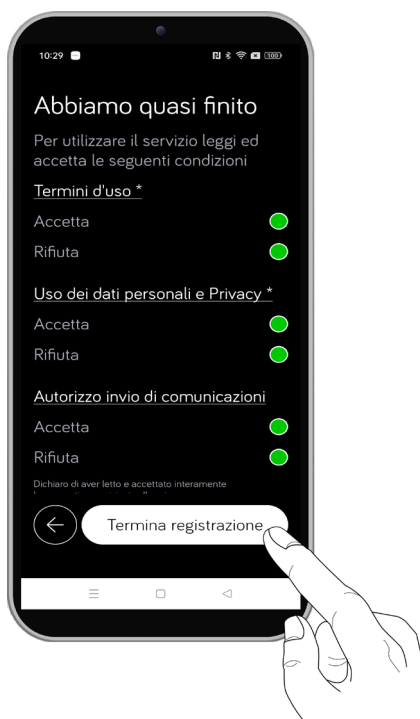 10:29
100
Abbiamo quasi finito
Per utilizzare il servizio leggi ed
accetta le seguenti condizioni
Termini d'uso *
Accetta
Rifiuta
Uso dei dati personali e Privacy *
Accetta
Rifiuta
Autorizzo invio di comunicazioni
Accetta
Rifiuta
Dichiaro di aver letto e accettato interamente
Termina registrazione